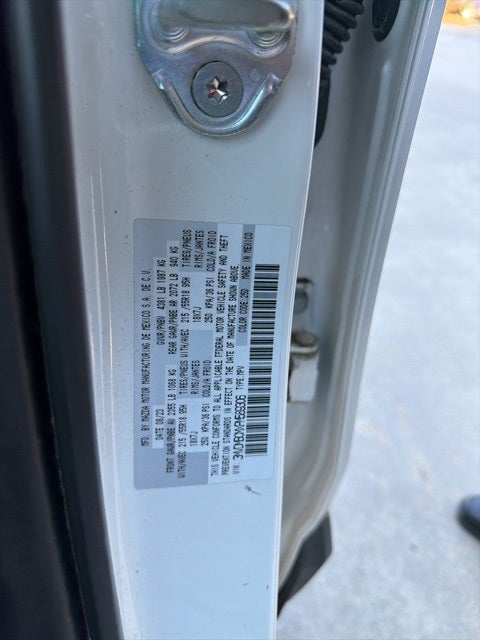 MFD BY MAZDA MOTOR MANUFACTURING DE MEXICO S.A. DE C.V.
DATE 08/23 GVWR/PNBV 4381 LB 1987 KG
FRONT GAWR/PNBE AV 2355 LB 1068 KG REAR GAWR/PNBE AR 2072 LB 940 KG
WITH/AVEC 215 /55R18 95H TIRES/PNEUS WITH/AVEC 215 /55R18 95H TIRES/PNEUS
18X7J RIMS/JANTES 18X7J RIMS/JANTES
250 KPA/36 PSI COLD/A FROID 250 KPA/36 PSI COLD/A FROID
THIS VEHICLE CONFORMS TO ALL APPLICABLE FEDERAL MOTOR VEHICLE SAFETY AND THEFT
PREVENTION STANDARDS IN EFFECT ON THE DATE OF MANUFACTURE SHOWN ABOVE.
VIN: TYPE:MPV COLOR CODE:25D MADE IN MEXICO